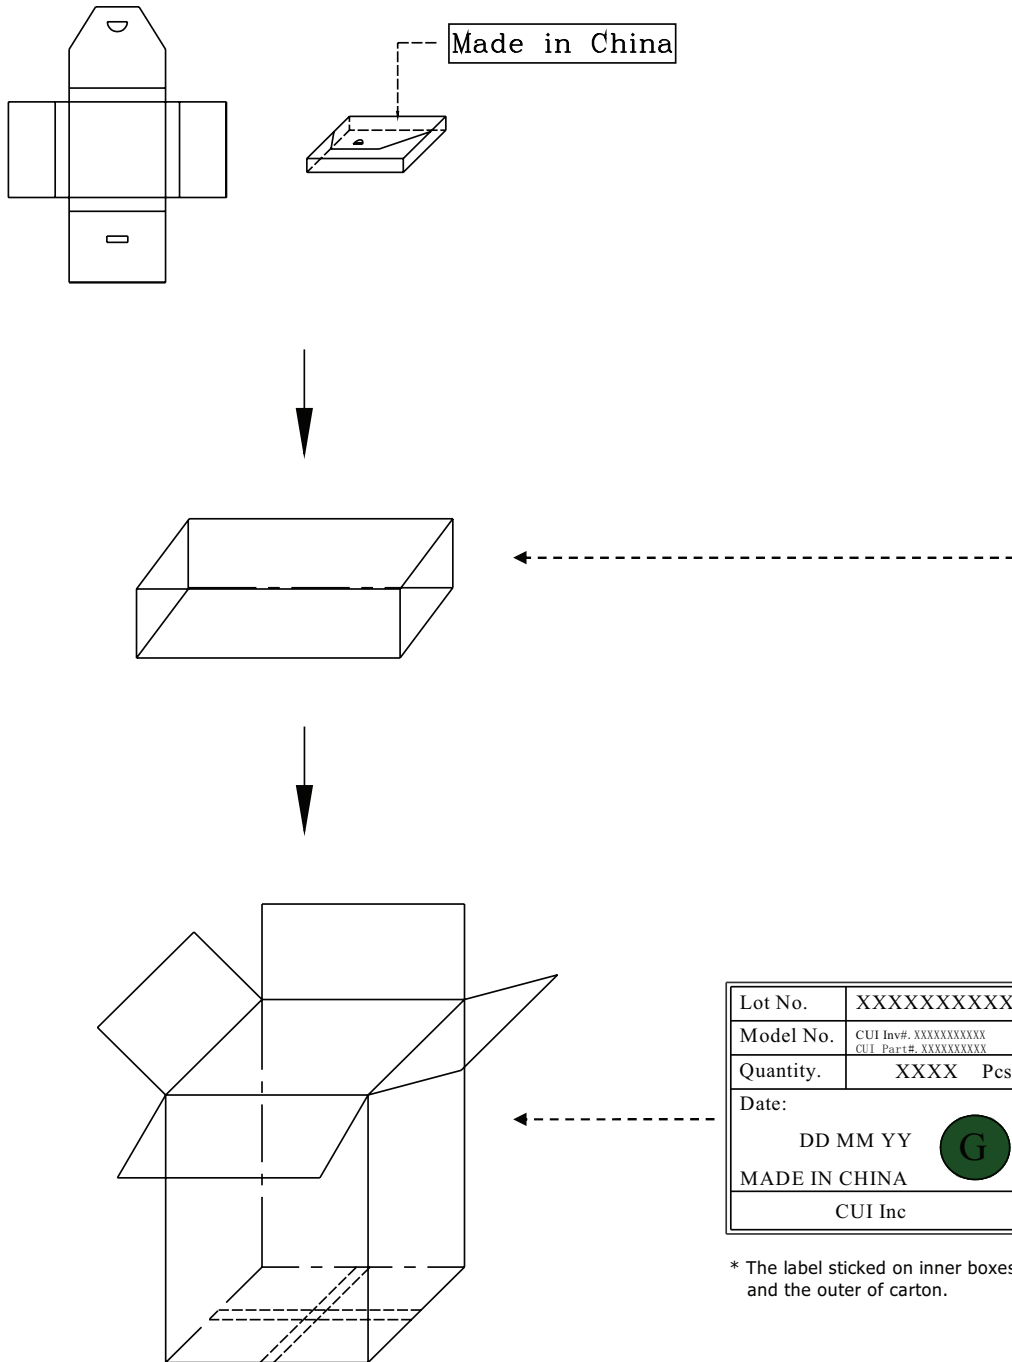 Made in China
Lot No. XXXXXXXXXX
Model No. CUI Inv#. XXXXXXXXXXX
CUI Part#. XXXXXXXXXX
Quantity. XXXX Pcs
Date:
DD MM YY
G
MADE IN CHINA
CUI Inc
* The label sticked on inner boxes
and the outer of carton.